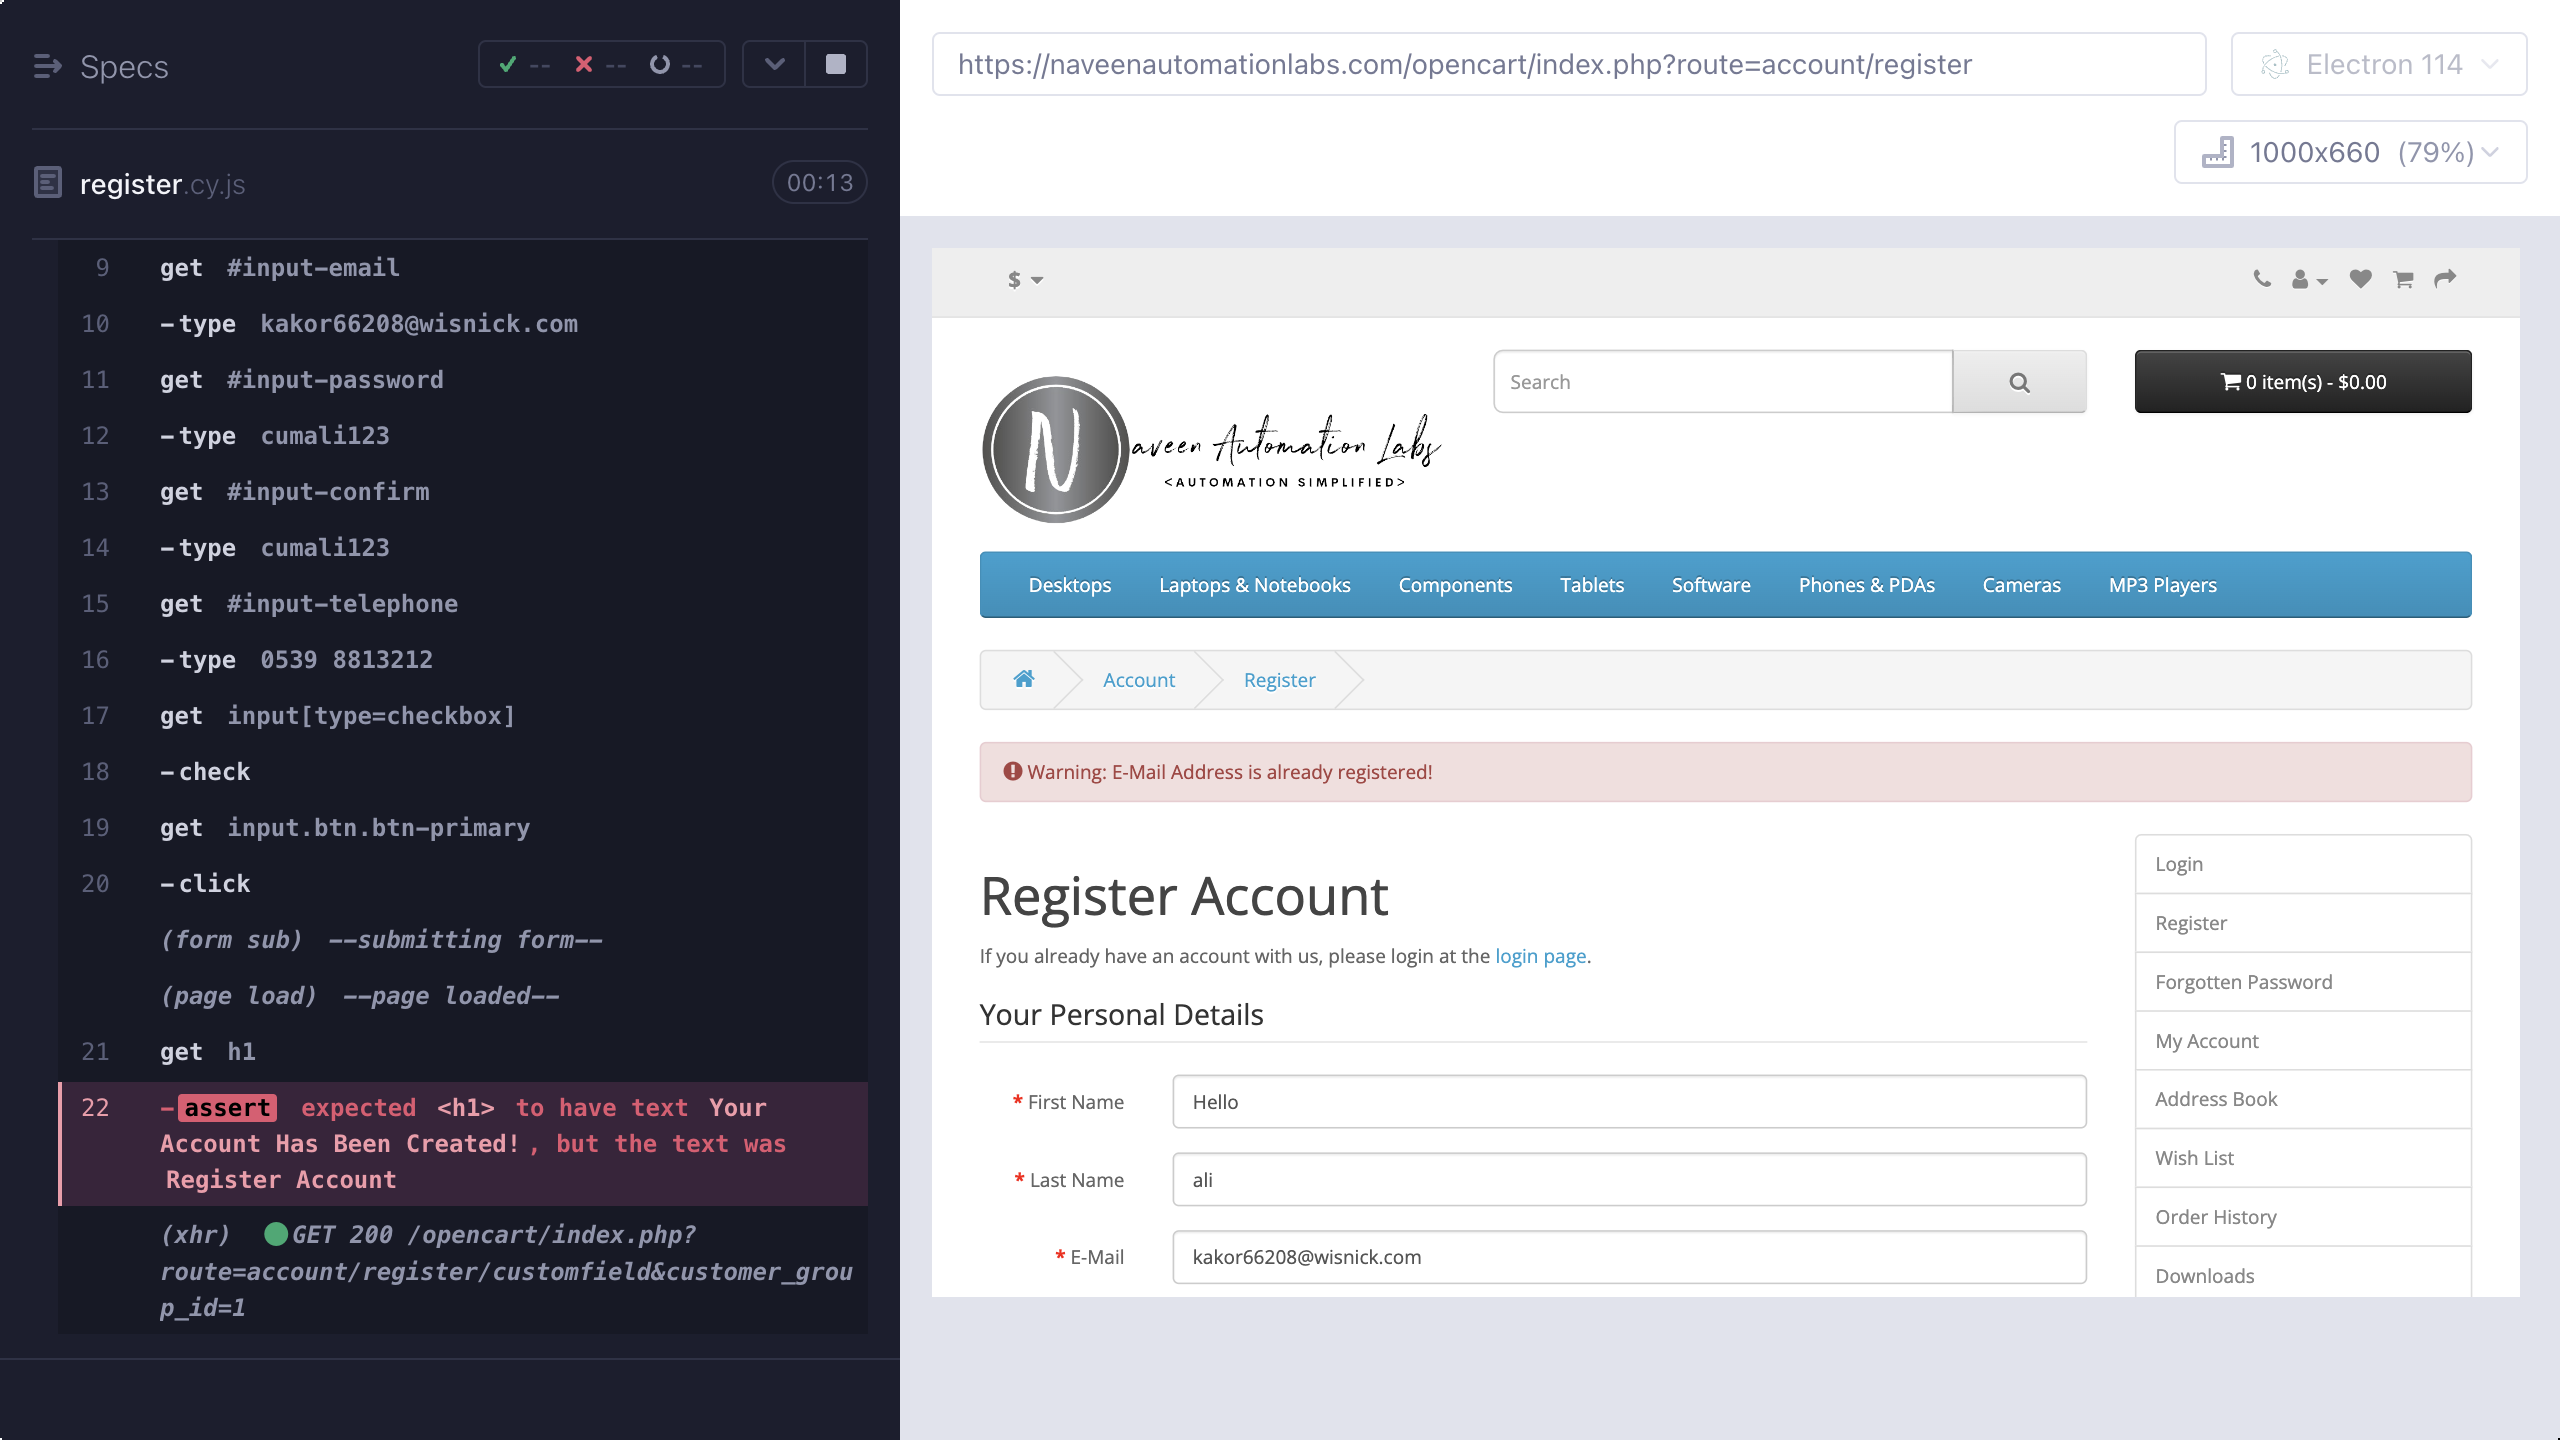 Specs
-- -- --
register.cy.js
00:13
9 get #input-email
10 -type kakor66208@wisnick.com
11 get #input-password
12 -type cumali123
13 get #input-confirm
14 -type cumali123
15 get #input-telephone
16 -type 0539 8813212
17 get input[type=checkbox]
18 -check
19 get input.btn.btn-primary
20 -click
(form sub) --submitting form--
(page load) --page loaded--
21 get h1
22 -assert expected <h1> to have text Your
Account Has Been Created!, but the text was
Register Account
(xhr) GET 200 /opencart/index.php?
route=account/register/customfield&customer_grou
p_id=1
https://naveenautomationlabs.com/opencart/index.php?route=account/register
Electron 114
1000x660 (79%)
$
Search
0 item(s) - $0.00
N
aveen Automation Labs
<AUTOMATION SIMPLIFIED>
Desktops Laptops & Notebooks Components Tablets Software Phones & PDAs Cameras MP3 Players
Account Register
Warning: E-Mail Address is already registered!
Register Account
If you already have an account with us, please login at the login page.
Your Personal Details
* First Name Hello
* Last Name ali
* E-Mail kakor66208@wisnick.com
Login
Register
Forgotten Password
My Account
Address Book
Wish List
Order History
Downloads